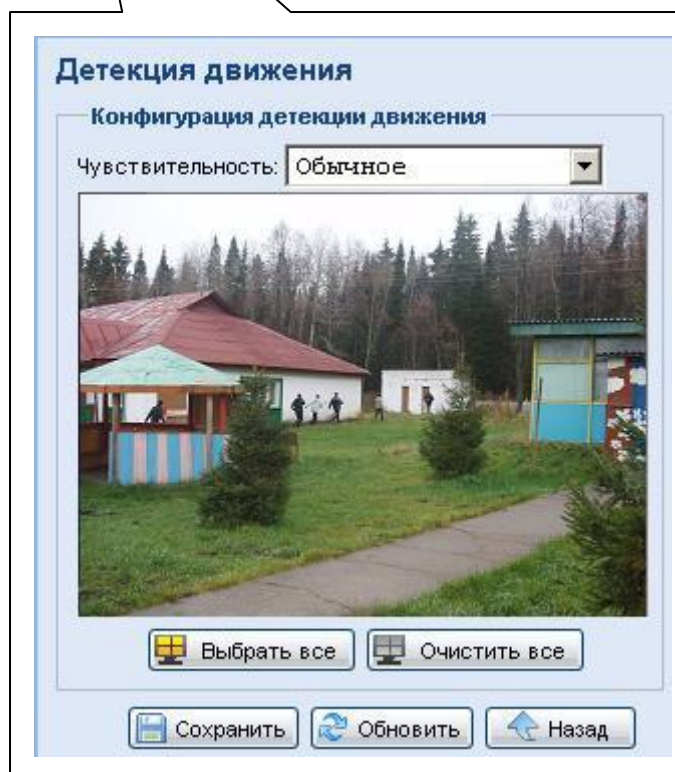 Детекция движения
Конфигурация детекции движения
Чувствительность: Обычное
Выбрать все Очистить все
Сохранить Обновить Назад